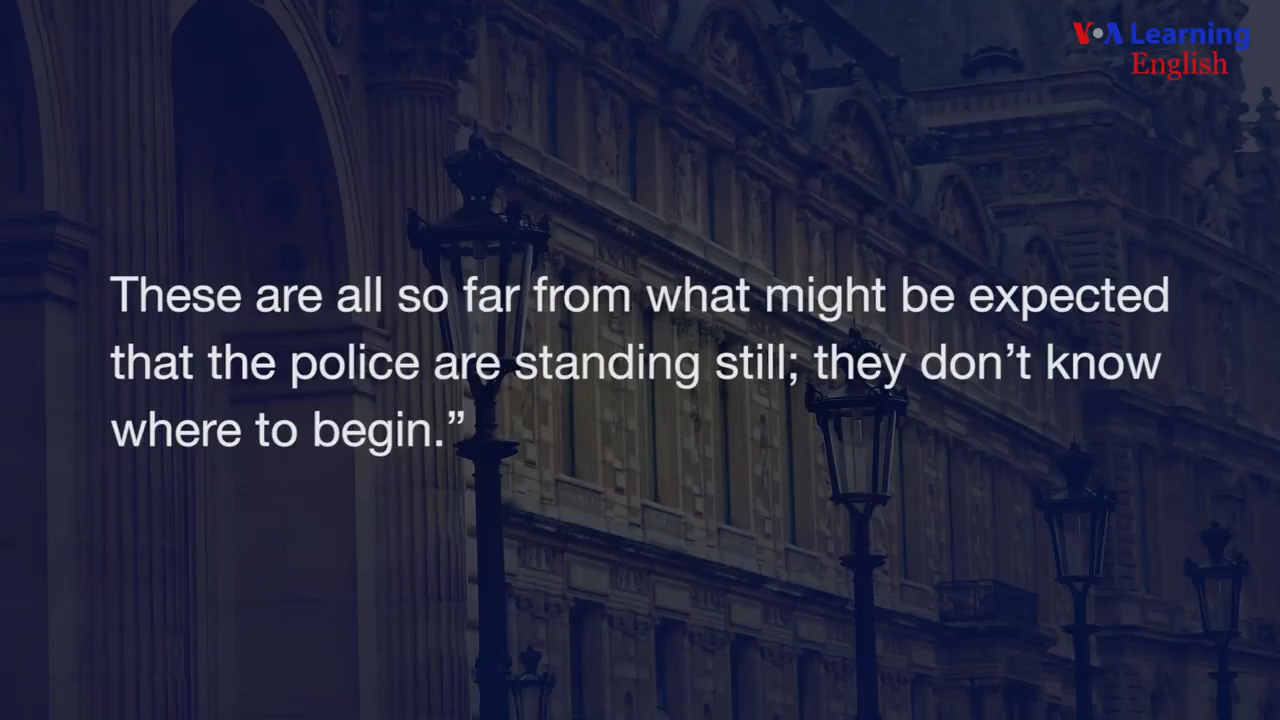 VOA Learning
English
These are all so far from what might be expected
that the police are standing still; they don’t know
where to begin.”